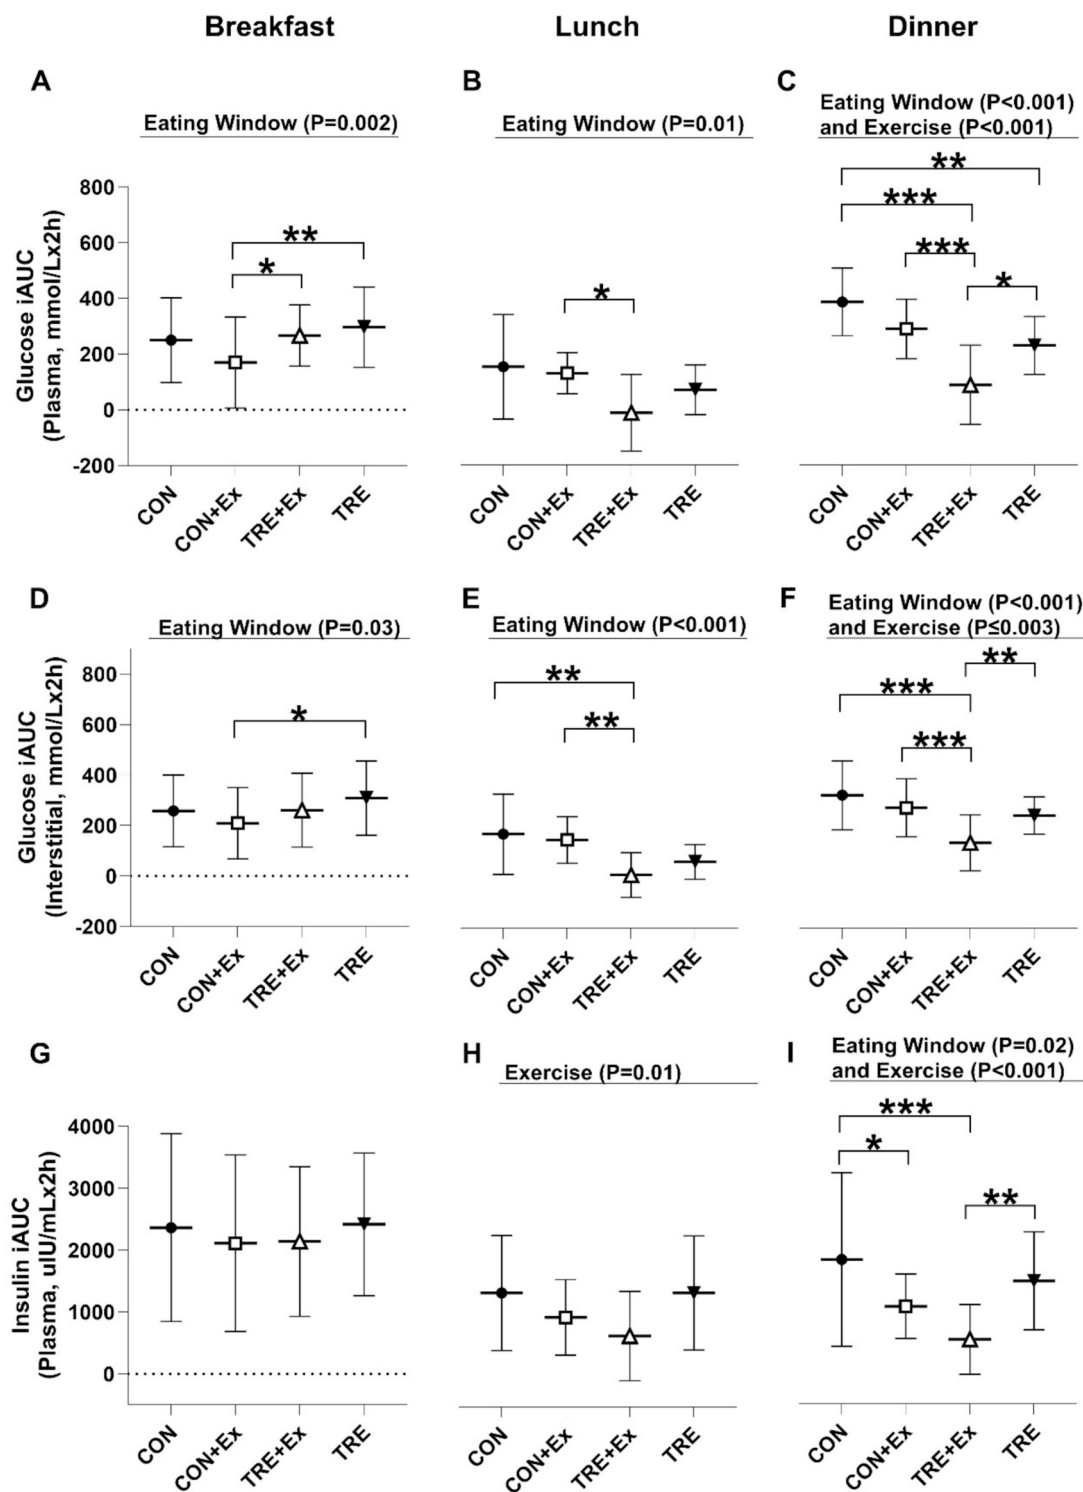 Breakfast
Lunch
Dinner
A
Eating Window (P=0.002)
B
Eating Window (P=0.01)
C
Eating Window (P<0.001)
and Exercise (P<0.001)
Glucose iAUC
(Plasma, mmol/Lx2h)
800
600
400
200
0
-200
**
*
CON
CON+Ex
TRE+Ex
TRE
*
CON
CON+Ex
TRE+Ex
TRE
**
***
***
*
CON
CON+Ex
TRE+Ex
TRE
D
Eating Window (P=0.03)
E
Eating Window (P<0.001)
F
Eating Window (P<0.001)
and Exercise (P≤0.003)
Glucose iAUC
(Interstitial, mmol/Lx2h)
800
600
400
200
0
-200
*
CON
CON+Ex
TRE+Ex
TRE
**
**
CON
CON+Ex
TRE+Ex
TRE
**
***
***
CON
CON+Ex
TRE+Ex
TRE
G
H
Exercise (P=0.01)
I
Eating Window (P=0.02)
and Exercise (P<0.001)
Insulin iAUC
(Plasma, uIU/mLx2h)
4000
3000
2000
1000
0
CON
CON+Ex
TRE+Ex
TRE
CON
CON+Ex
TRE+Ex
TRE
***
*
**
CON
CON+Ex
TRE+Ex
TRE